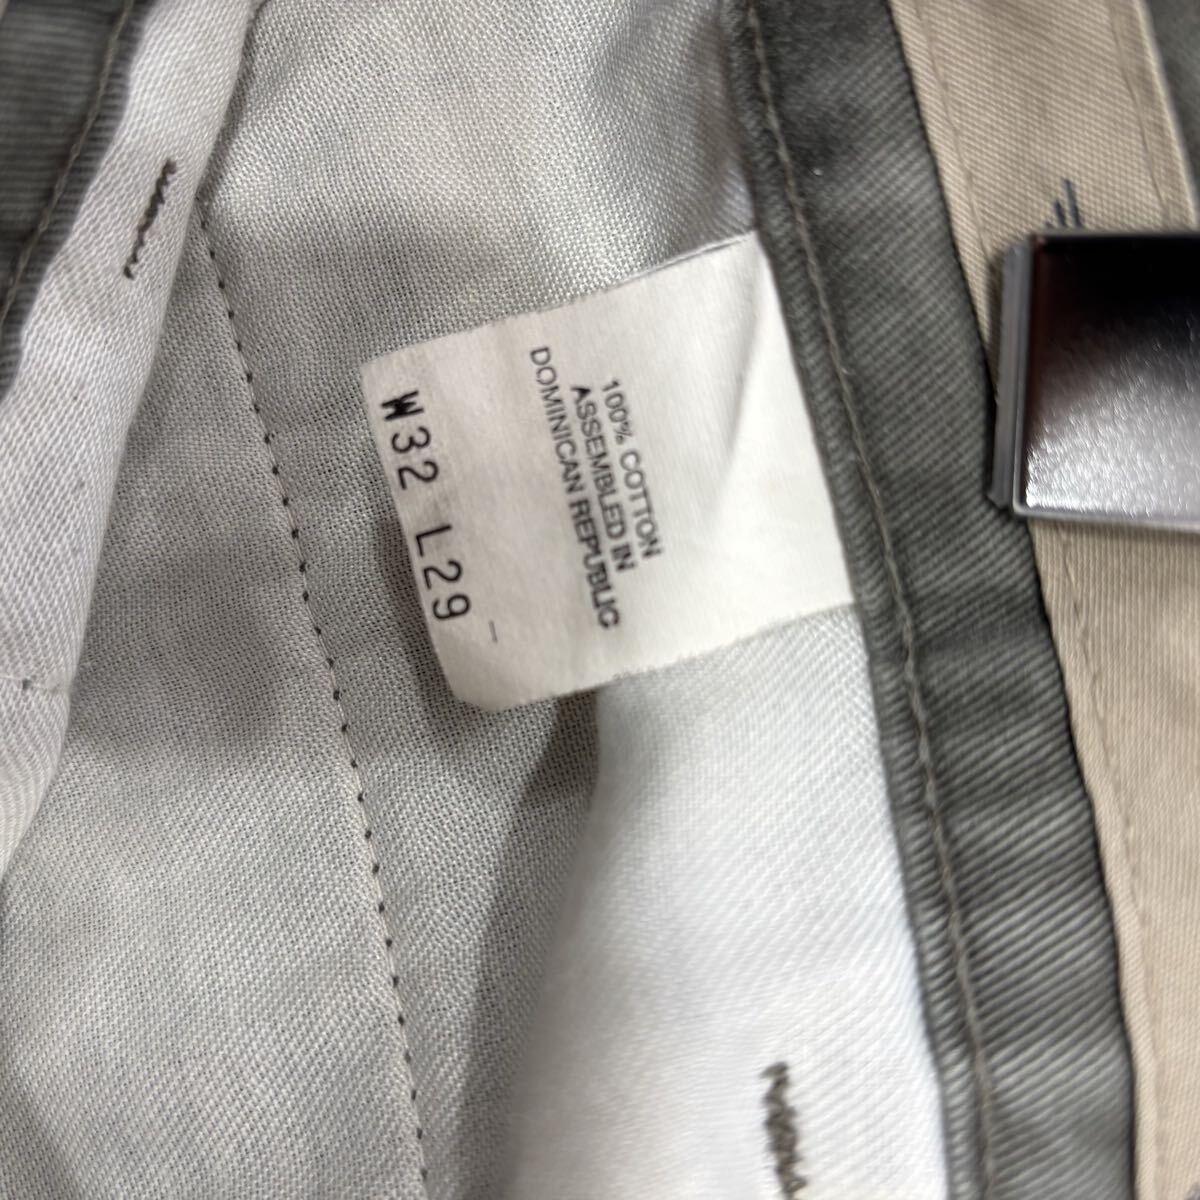 100% COTTON
ASSEMBLED IN
DOMINICAN REPUBLIC
W32 L29